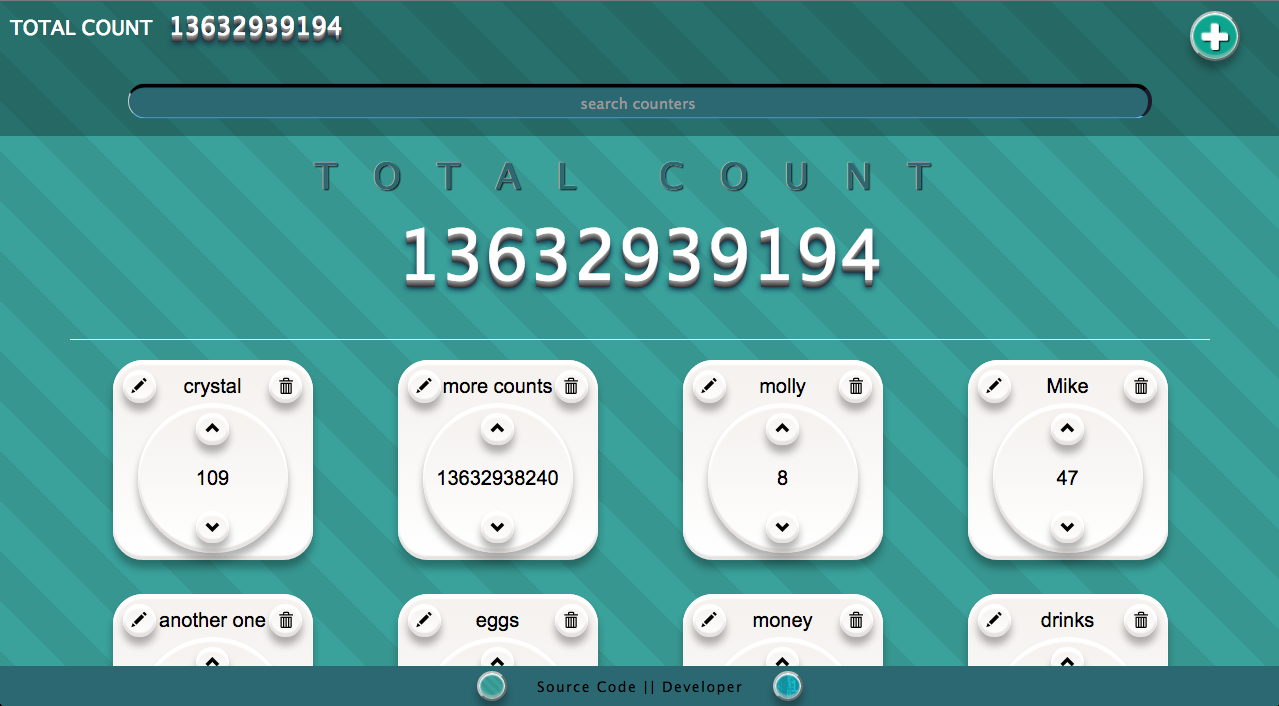 TOTAL COUNT 13632939194
search counters
TOTAL COUNT
13632939194
crystal more counts molly Mike
109 13632938240 8 47
another one eggs money drinks
Source Code || Developer